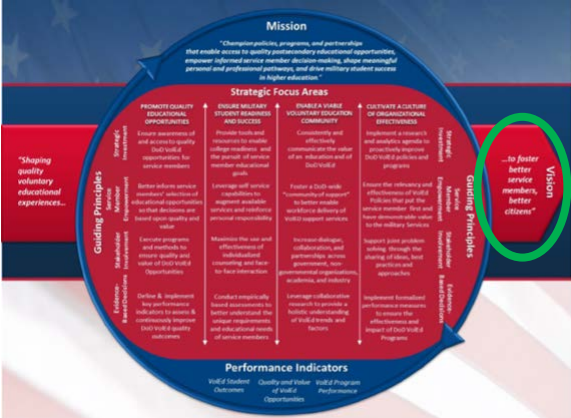 Mission
"Champion policies, programs, and partnerships
that enable access to quality postsecondary educational opportunities,
empower informed service member decision-making, shape meaningful
personal and professional pathways, and drive military student success
in higher education."
Strategic Focus Areas
PROMOTE QUALITY
EDUCATIONAL
OPPORTUNITIES
ENSURE MILITARY
STUDENT READINESS
AND SUCCESS
ENABLE A VIABLE
VOLUNTARY EDUCATION
COMMUNITY
CULTIVATE A CULTURE
OF ORGANIZATIONAL
EFFECTIVENESS
Guiding Principles
Strategic
Investment
Ensure awareness of
and access to quality
DoD VolEd
opportunities for
service members
Provide tools and
resources to enable
college readiness and
the pursuit of service
member educational
goals
Consistently and
effectively
communicate the value
of an education and of
DoD VolEd
Implement a research
and analytics agenda to
proactively improve
DoD VolEd policies and
programs
Strategic
Investment
Service
Member
Empowerment
Better inform service
members' selection of
educational opportunities
so that decisions are
based upon quality and
value
Leverage self service
capabilities to
augment available
services and reinforce
personal responsibility
Foster a DoD-wide
"community of support"
to better enable
workforce delivery of
VolEd support services
Ensure the relevancy and
effectiveness of VolEd
Policies that put the
service member first and
have demonstrable value
to the military Services
Service
Member
Empowerment
Stakeholder
Involvement
Execute programs
and methods to
ensure quality and
value of DoD VolEd
Opportunities
Maximize the use and
effectiveness of
individualized
counseling and face-
to-face interaction
Increase dialogue,
collaboration, and
partnerships across
government, non-
governmental organizations,
academia, and industry
Support joint problem
solving through the
sharing of ideas, best
practices and
approaches
Stakeholder
Involvement
Evidence-
Based Decisions
Define & implement
key performance
indicators to assess &
continuously improve
DoD VolEd quality
outcomes
Conduct empirically
based assessments to
better understand the
unique requirements
and educational needs
of service members
Leverage collaborative
research to provide a
holistic understanding
of VolEd trends and
factors
Implement formalized
performance measures
to ensure the
effectiveness and
impact of DoD VolEd
Programs
Evidence-
Based Decisions
Guiding Principles
"Shaping
quality
voluntary
educational
experiences...
...to foster
better
service
members,
better
citizens"
Vision
Performance Indicators
VolEd Student
Outcomes
Quality and Value
of VolEd
Opportunities
VolEd Program
Performance